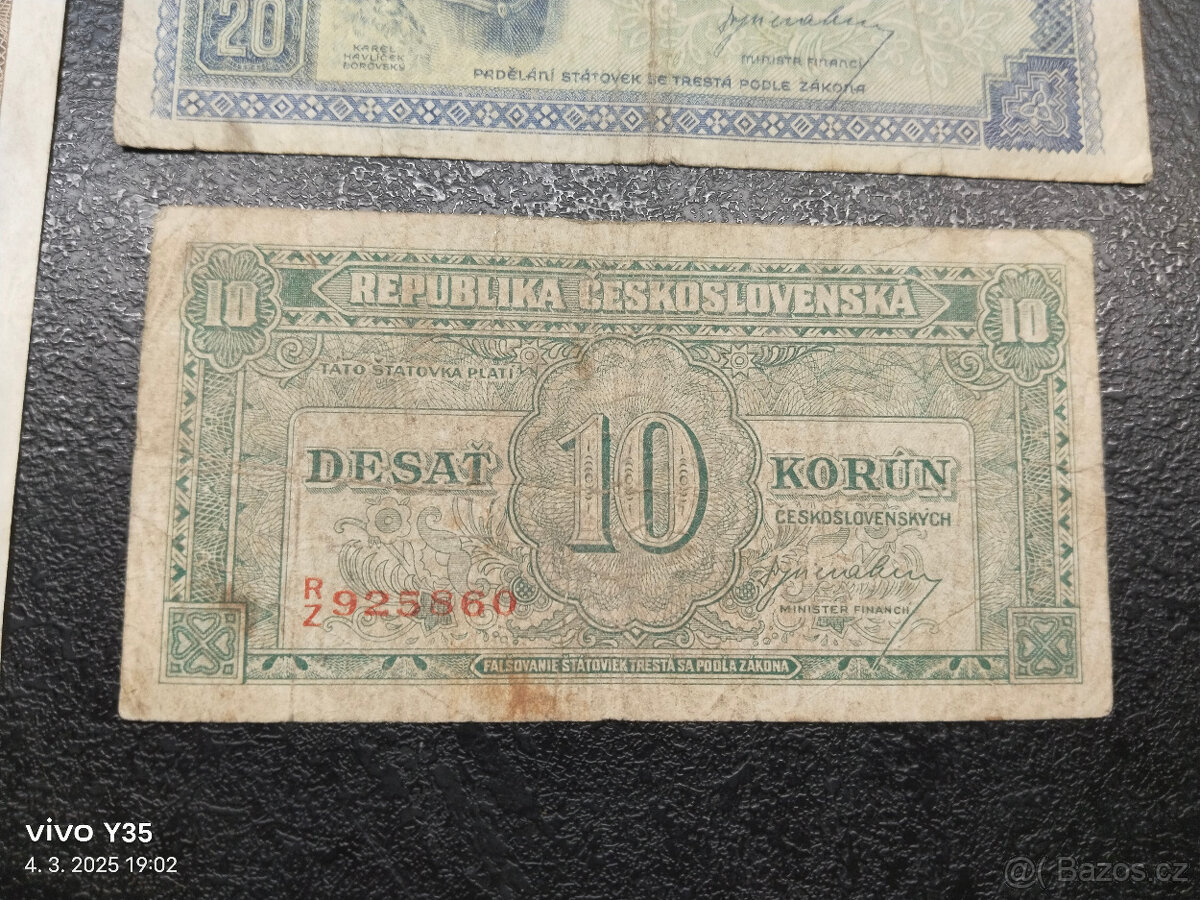 20
KAREL
HAVLÍČEK
BOROVSKÝ
MINISTR FINANCÍ
PADĚLÁNÍ STÁTOVEK SE TRESTÁ PODLE ZÁKONA
10 REPUBLIKA ČESKOSLOVENSKÁ 10
TÁTO ŠTÁTOVKA PLATÍ
DESAŤ 10 KORÚN
ČESKOSLOVENSKÝCH
R
Z 925860
MINISTER FINANCIÍ
FALŠOVANIE ŠTÁTOVIEK TRESTÁ SA PODĽA ZÁKONA
vivo Y35
4. 3. 2025 19:02
@( Bazos.cz